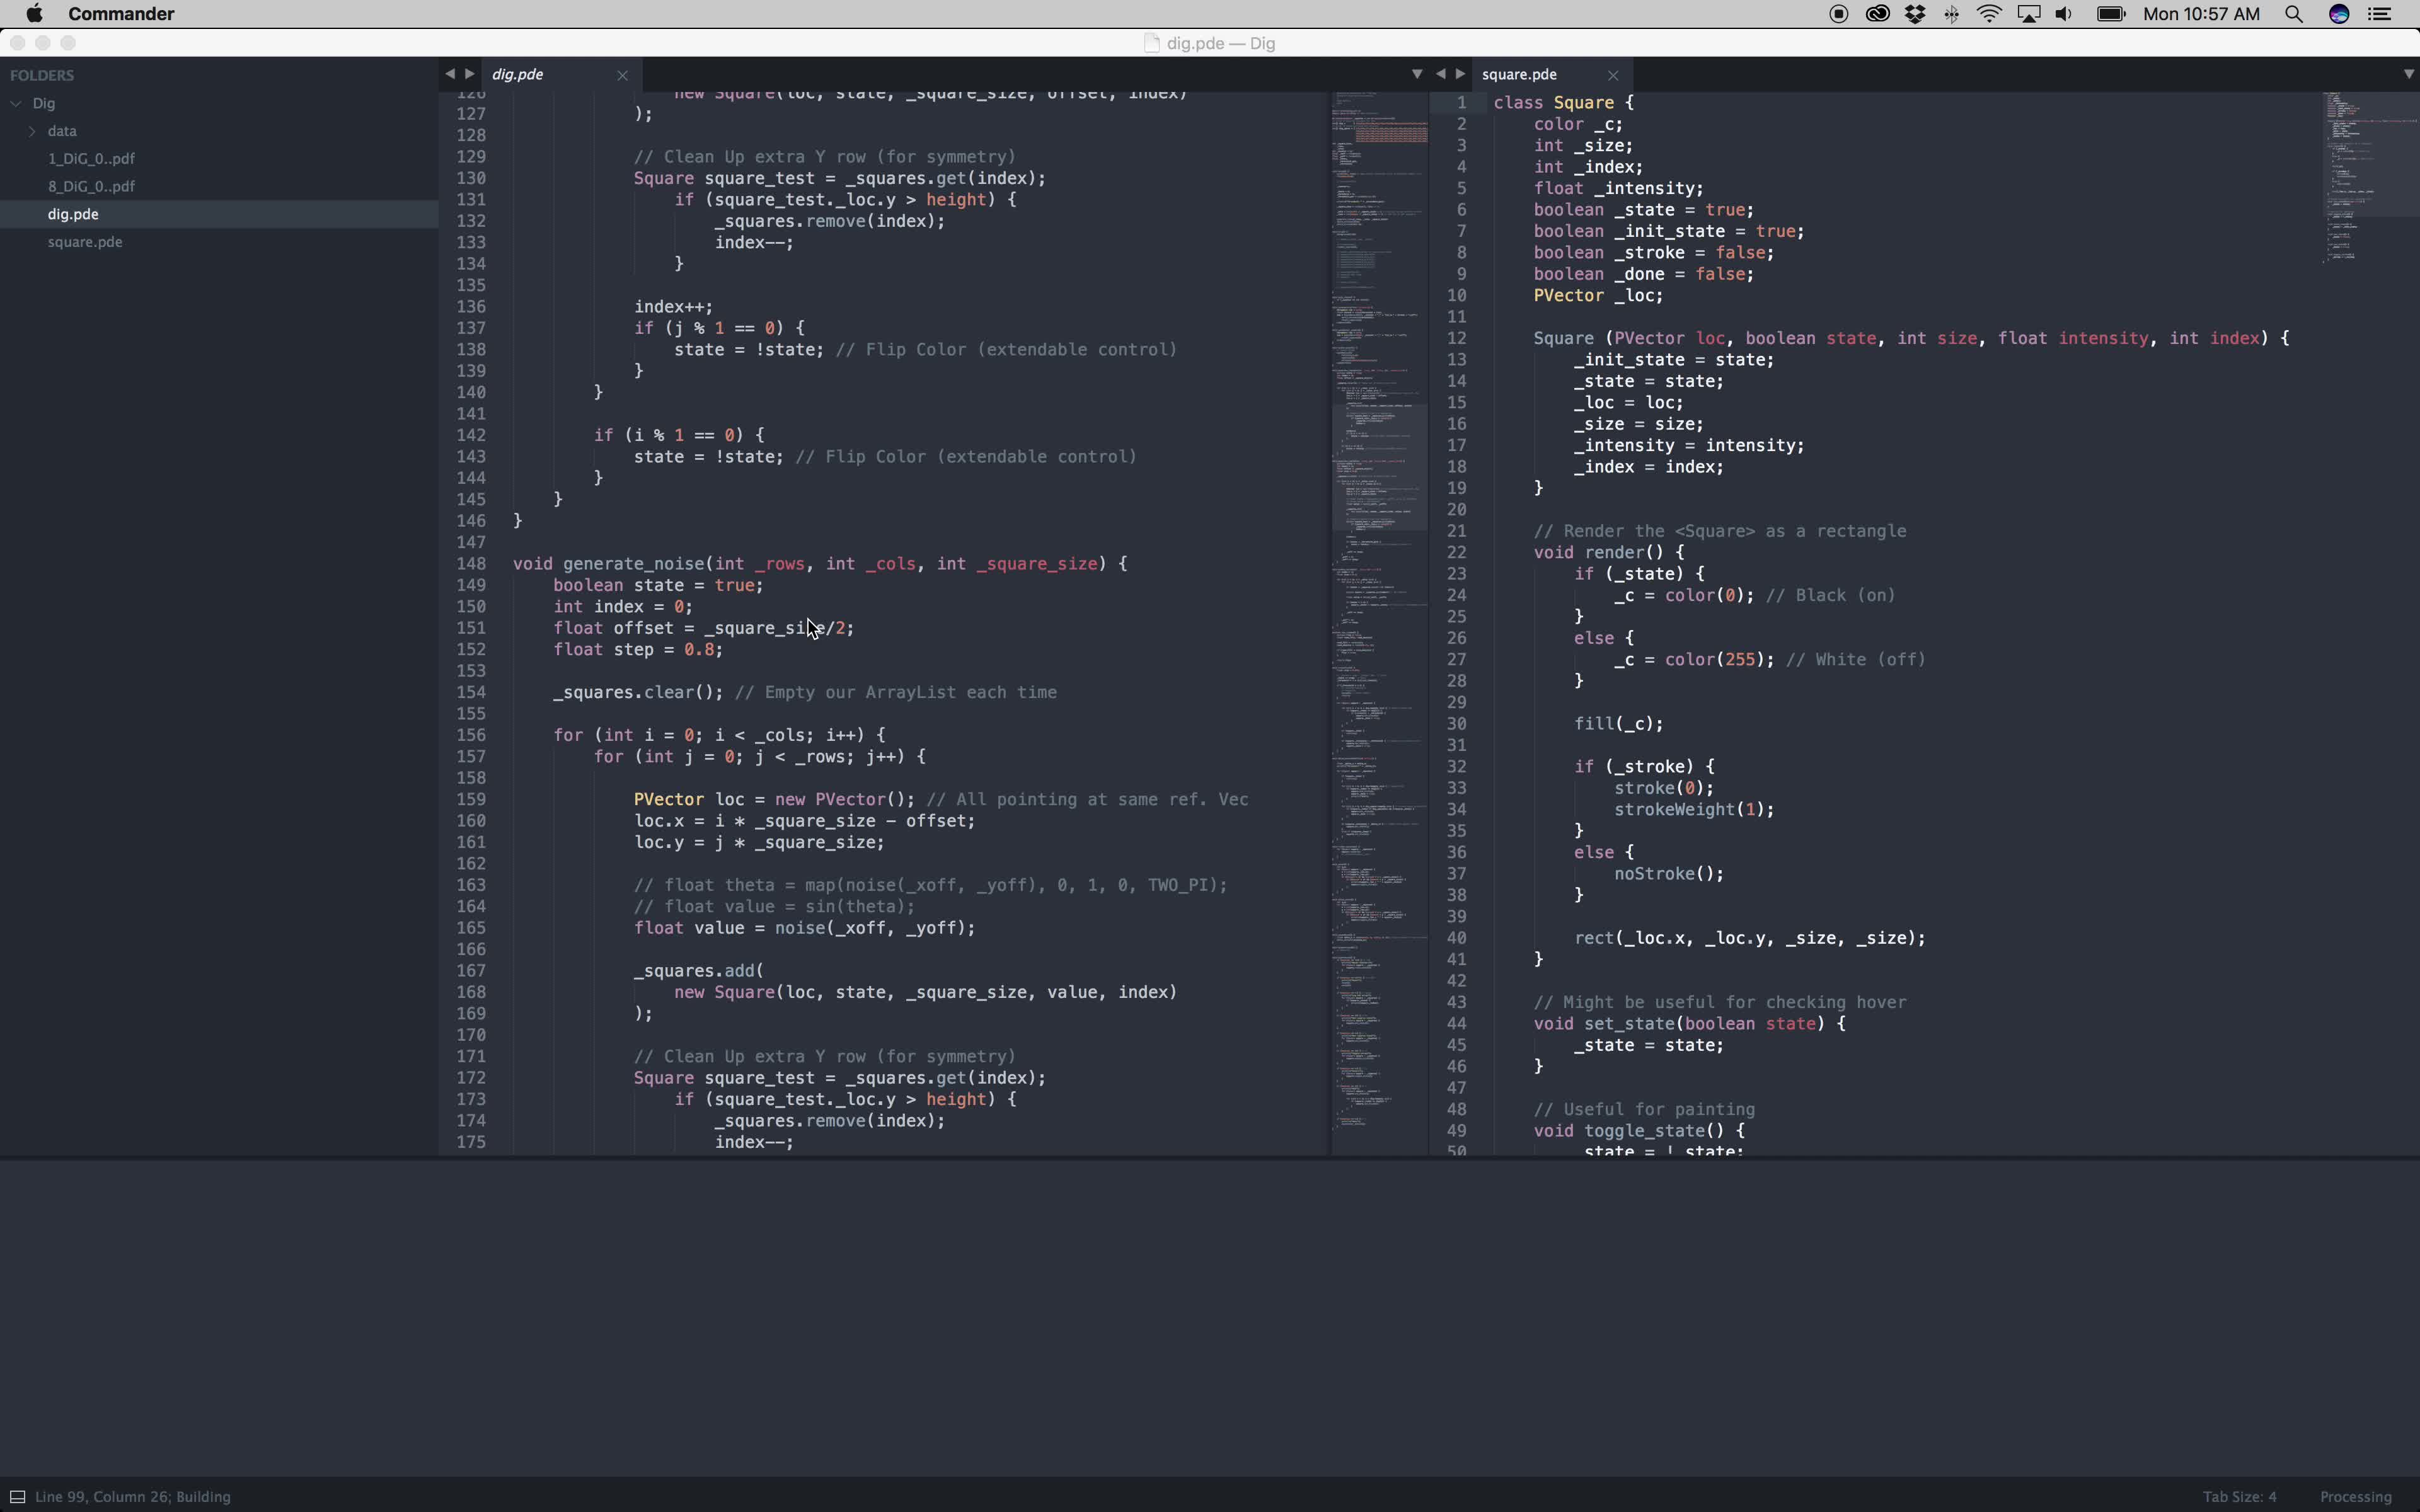 Commander
Mon 10:57 AM
dig.pde — Dig
FOLDERS
Dig
data
1_DiG_0..pdf
8_DiG_0..pdf
dig.pde
square.pde
dig.pde
126 new Square(loc, state, _square_size, offset, index)
127 );
128
129 // Clean Up extra Y row (for symmetry)
130 Square square_test = _squares.get(index);
131 if (square_test._loc.y > height) {
132 _squares.remove(index);
133 index--;
134 }
135
136 index++;
137 if (j % 1 == 0) {
138 state = !state; // Flip Color (extendable control)
139 }
140 }
141
142 if (i % 1 == 0) {
143 state = !state; // Flip Color (extendable control)
144 }
145 }
146 }
147
148 void generate_noise(int _rows, int _cols, int _square_size) {
149 boolean state = true;
150 int index = 0;
151 float offset = _square_size/2;
152 float step = 0.8;
153
154 _squares.clear(); // Empty our ArrayList each time
155
156 for (int i = 0; i < _cols; i++) {
157 for (int j = 0; j < _rows; j++) {
158
159 PVector loc = new PVector(); // All pointing at same ref. Vec
160 loc.x = i * _square_size - offset;
161 loc.y = j * _square_size;
162
163 // float theta = map(noise(_xoff, _yoff), 0, 1, 0, TWO_PI);
164 // float value = sin(theta);
165 float value = noise(_xoff, _yoff);
166
167 _squares.add(
168 new Square(loc, state, _square_size, value, index)
169 );
170
171 // Clean Up extra Y row (for symmetry)
172 Square square_test = _squares.get(index);
173 if (square_test._loc.y > height) {
174 _squares.remove(index);
175 index--;
square.pde
1 class Square {
2 color _c;
3 int _size;
4 int _index;
5 float _intensity;
6 boolean _state = true;
7 boolean _init_state = true;
8 boolean _stroke = false;
9 boolean _done = false;
10 PVector _loc;
11
12 Square (PVector loc, boolean state, int size, float intensity, int index) {
13 _init_state = state;
14 _state = state;
15 _loc = loc;
16 _size = size;
17 _intensity = intensity;
18 _index = index;
19 }
20
21 // Render the <Square> as a rectangle
22 void render() {
23 if (_state) {
24 _c = color(0); // Black (on)
25 }
26 else {
27 _c = color(255); // White (off)
28 }
29
30 fill(_c);
31
32 if (_stroke) {
33 stroke(0);
34 strokeWeight(1);
35 }
36 else {
37 noStroke();
38 }
39
40 rect(_loc.x, _loc.y, _size, _size);
41 }
42
43 // Might be useful for checking hover
44 void set_state(boolean state) {
45 _state = state;
46 }
47
48 // Useful for painting
49 void toggle_state() {
50 _state = !_state;
Line 99, Column 26; Building
Tab Size: 4
Processing